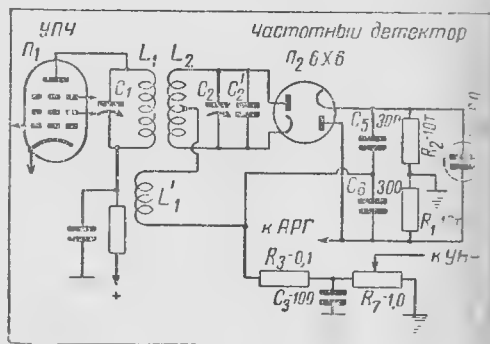 УПЧ
Частотный детектор
Л1
L1
L2
Л2 6Х6
C1
C2
C2'
C5 300
R2-10т
L1'
C6 300
R1
к АРГ
к УН-
R3-0,1
C3-100
R7-1,0
+